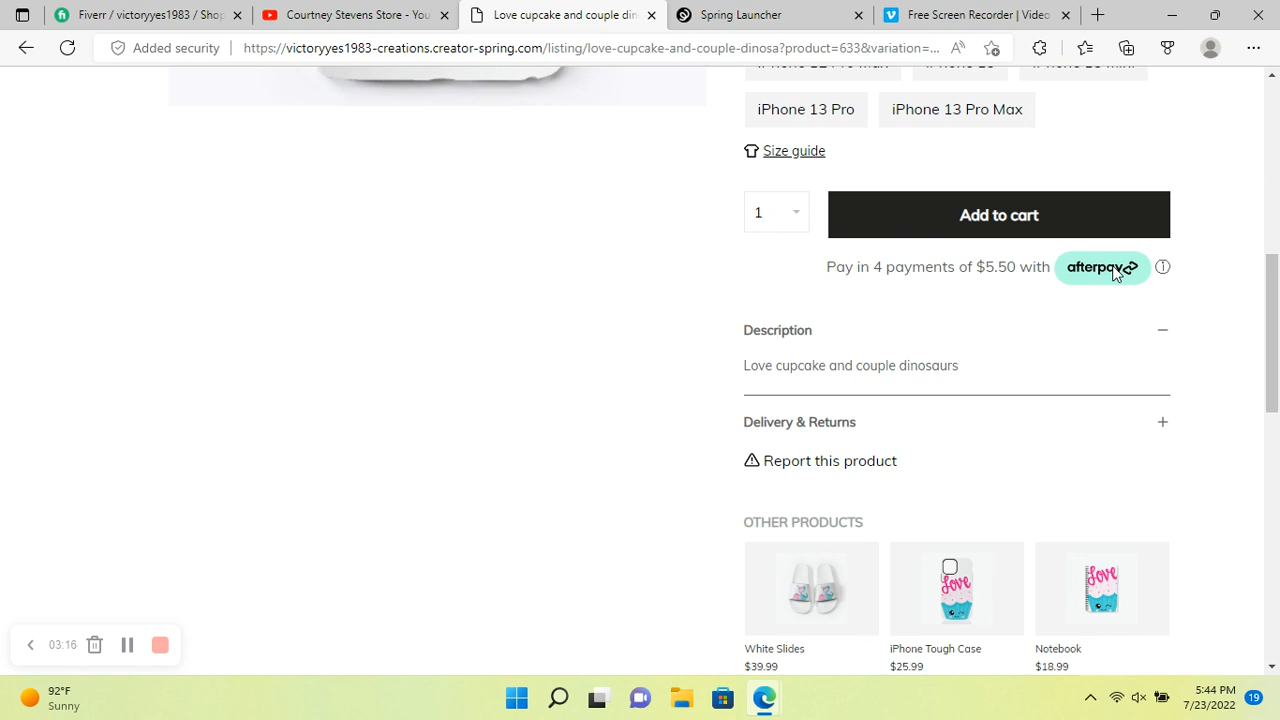 Fiverr / victoryyes1983 / Shop
Courtney Stevens Store - You
Love cupcake and couple din
Spring Launcher
Free Screen Recorder | Video
Added security
https://victoryyes1983-creations.creator-spring.com/listing/love-cupcake-and-couple-dinosa?product=633&variation=...
iPhone 13 Pro
iPhone 13 Pro Max
Size guide
1
Add to cart
Pay in 4 payments of $5.50 with afterpay
Description
Love cupcake and couple dinosaurs
Delivery & Returns
Report this product
OTHER PRODUCTS
Love
Love
White Slides
iPhone Tough Case
Notebook
$39.99
$25.99
$18.99
03:16
92°F
Sunny
5:44 PM
7/23/2022
19